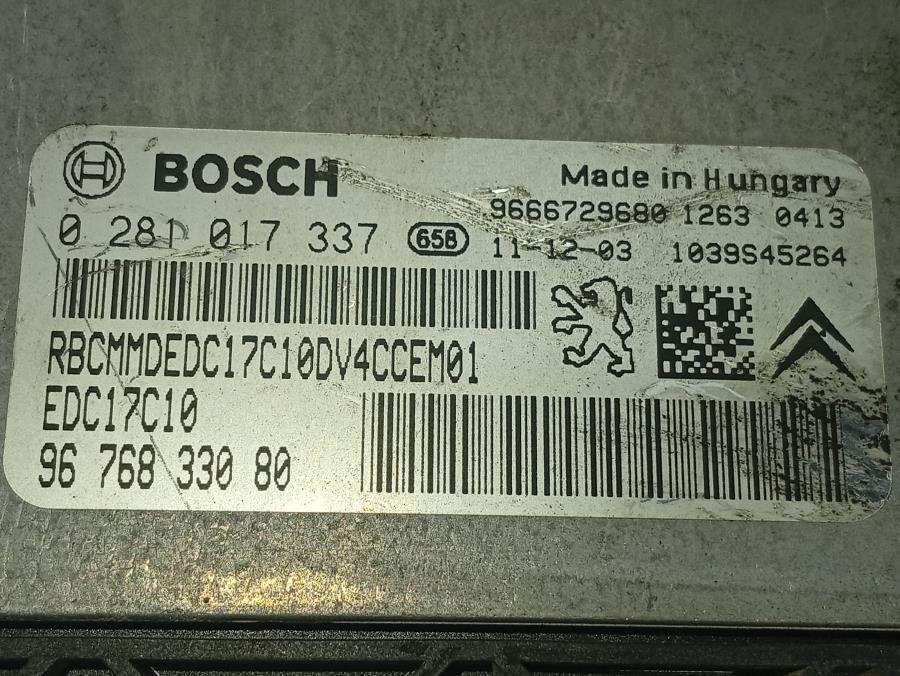 BOSCH
Made in Hungary
9666729680 1263 0413
0 281 017 337 65B 11-12-03 1039S45264
RBCMMDEDC17C10DV4CCEM01
EDC17C10
96 768 330 80